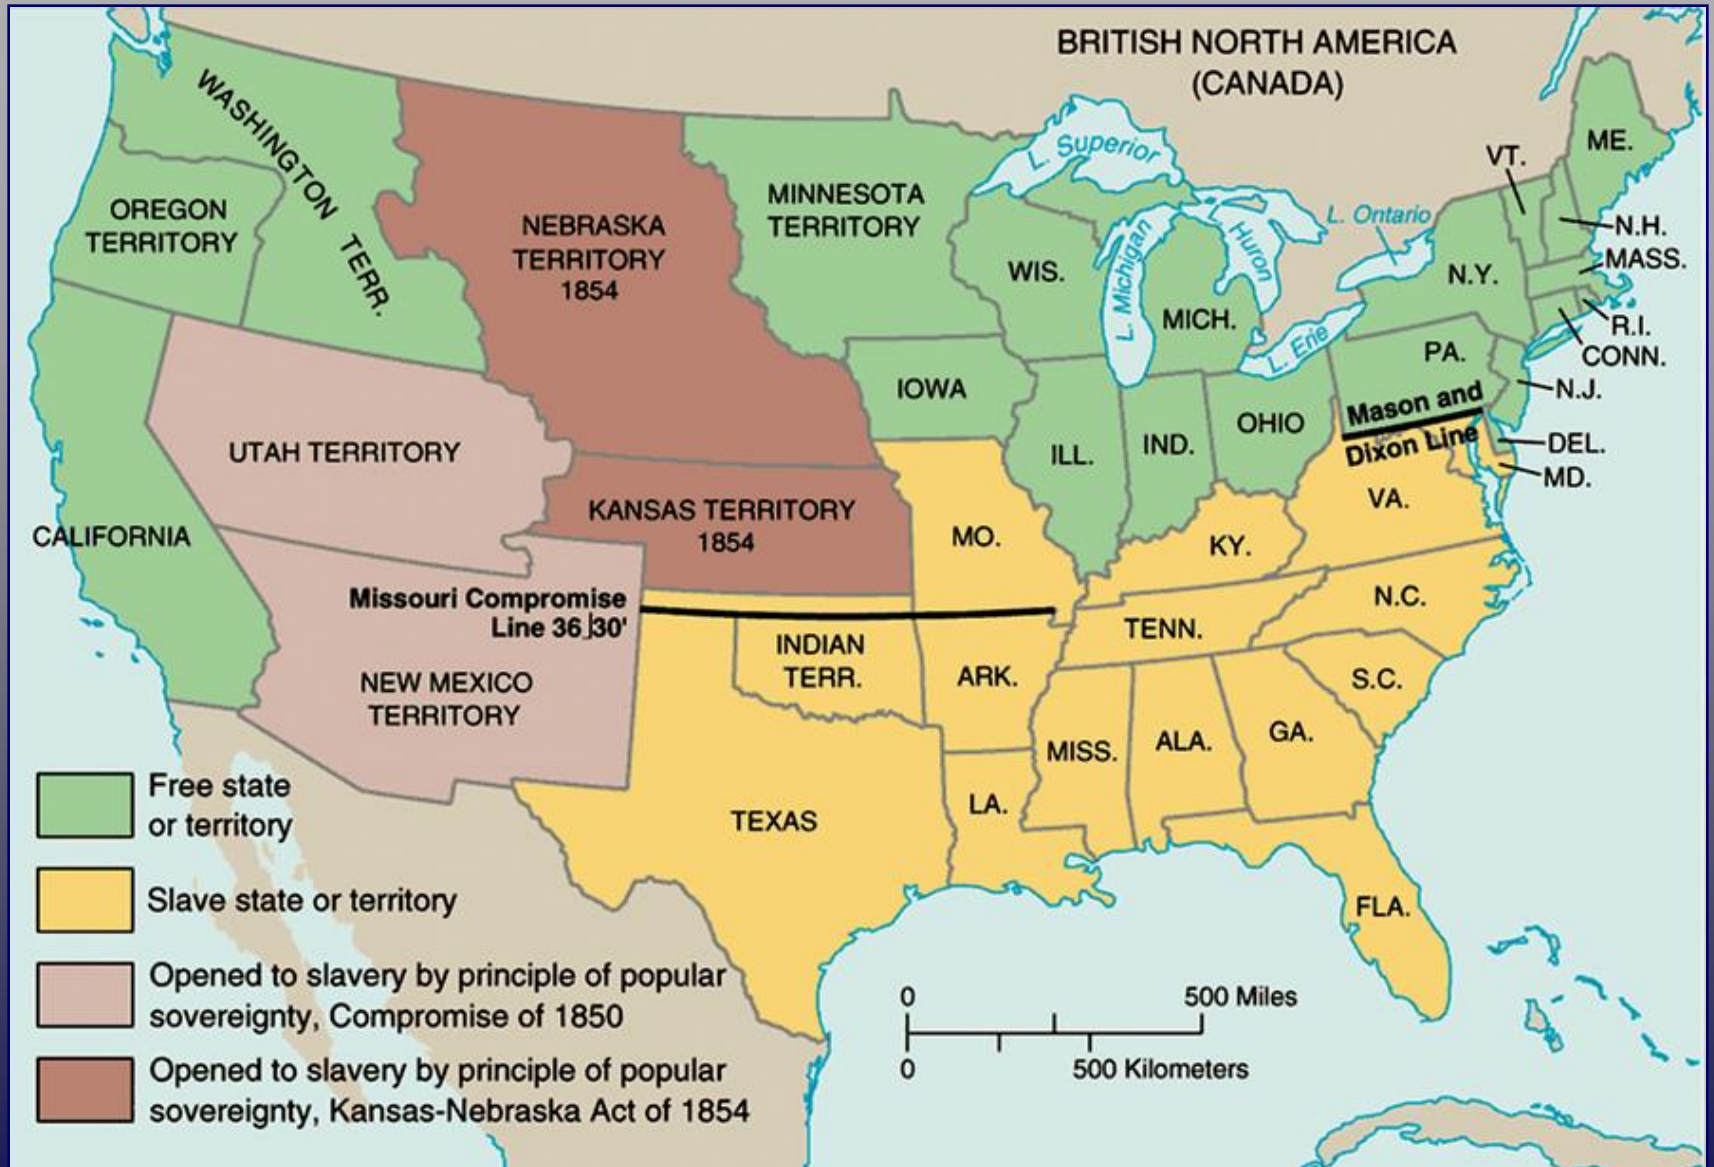 BRITISH NORTH AMERICA
(CANADA)
WASHINGTON TERR.
OREGON
TERRITORY
NEBRASKA
TERRITORY
1854
MINNESOTA
TERRITORY
L. Superior
L. Michigan
Huron
L. Ontario
L. Erie
WIS.
MICH.
VT.
ME.
N.H.
MASS.
N.Y.
R.I.
CONN.
PA.
N.J.
Mason and
Dixon Line
DEL.
MD.
IOWA
ILL.
IND.
OHIO
UTAH TERRITORY
KANSAS TERRITORY
1854
CALIFORNIA
MO.
KY.
VA.
Missouri Compromise
Line 36⌡30'
N.C.
TENN.
INDIAN
TERR.
ARK.
S.C.
NEW MEXICO
TERRITORY
MISS.
ALA.
GA.
TEXAS
LA.
FLA.
Free state
or territory
Slave state or territory
Opened to slavery by principle of popular
sovereignty, Compromise of 1850
Opened to slavery by principle of popular
sovereignty, Kansas-Nebraska Act of 1854
0 500 Miles
0 500 Kilometers